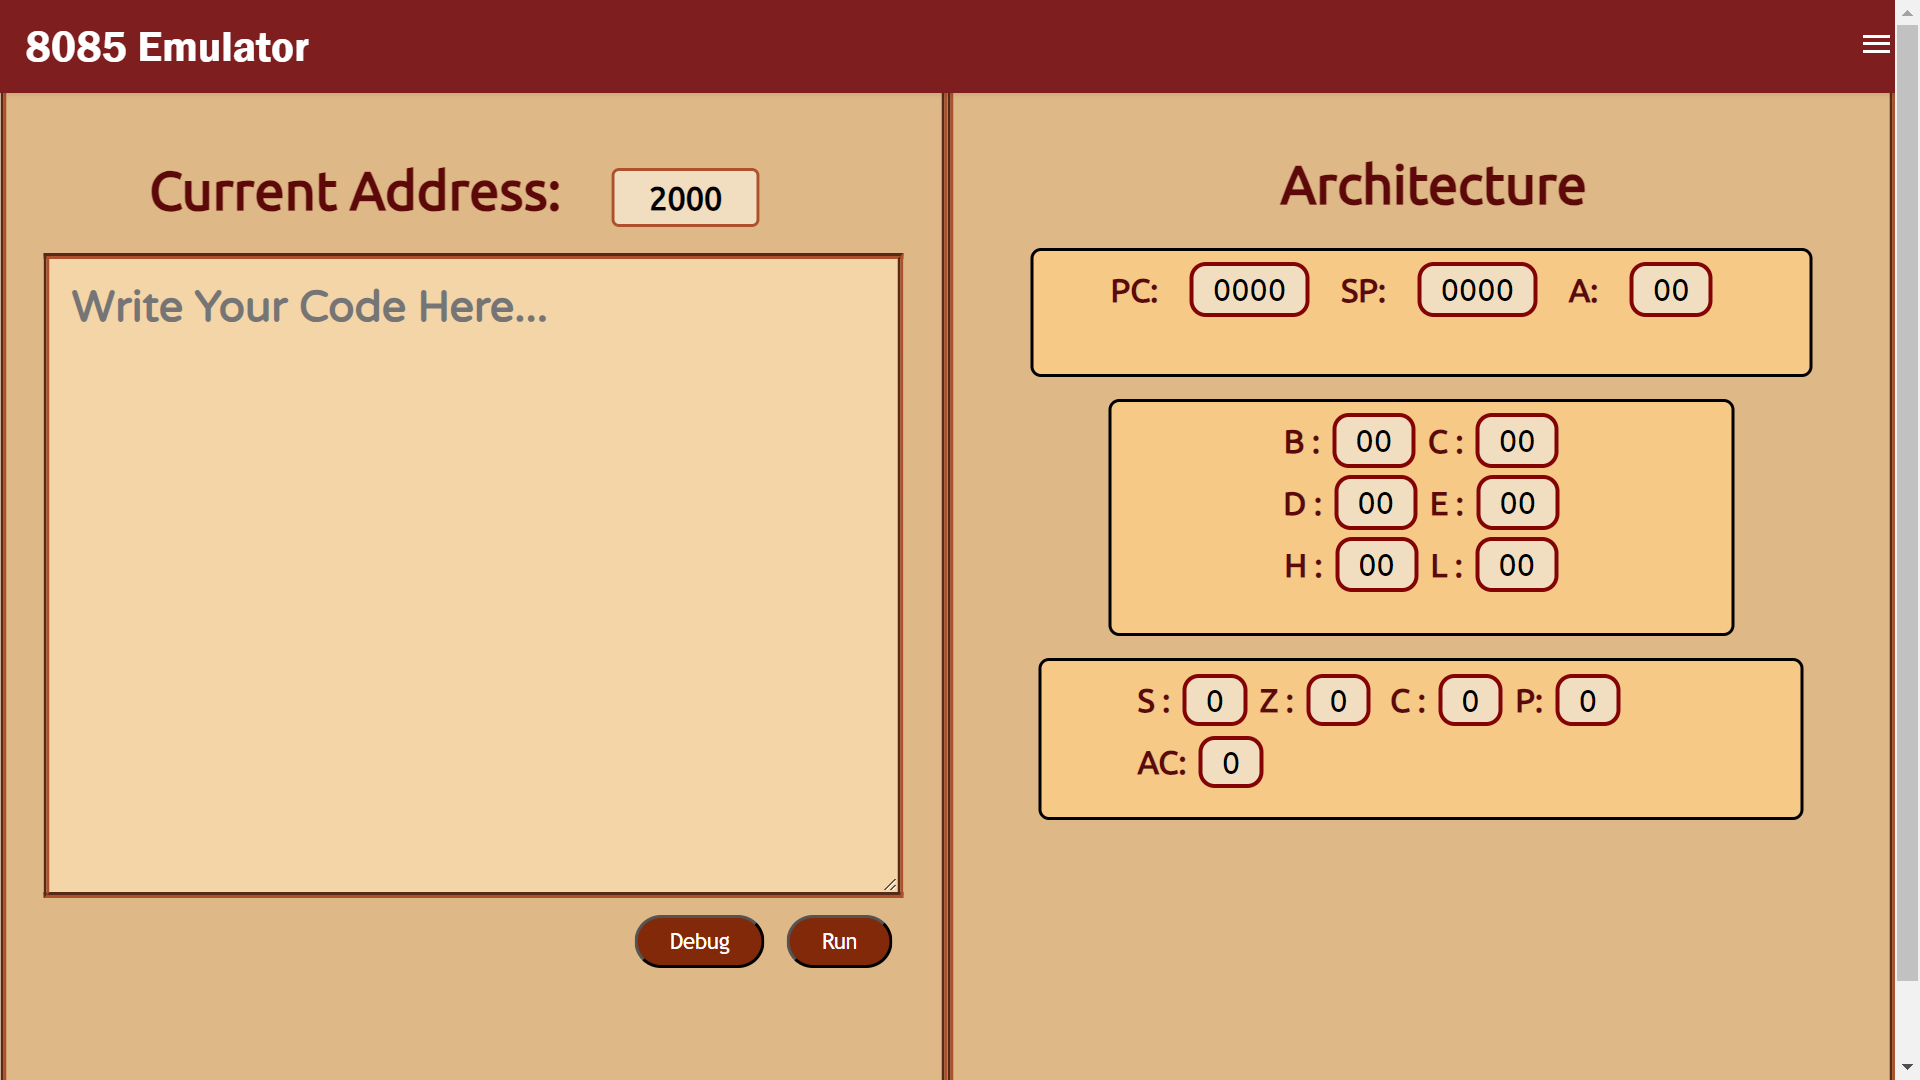 8085 Emulator
Current Address: 2000
Write Your Code Here...
Debug Run
Architecture
PC: 0000 SP: 0000 A: 00
B : 00 C : 00
D : 00 E : 00
H : 00 L : 00
S : 0 Z : 0 C : 0 P: 0
AC: 0